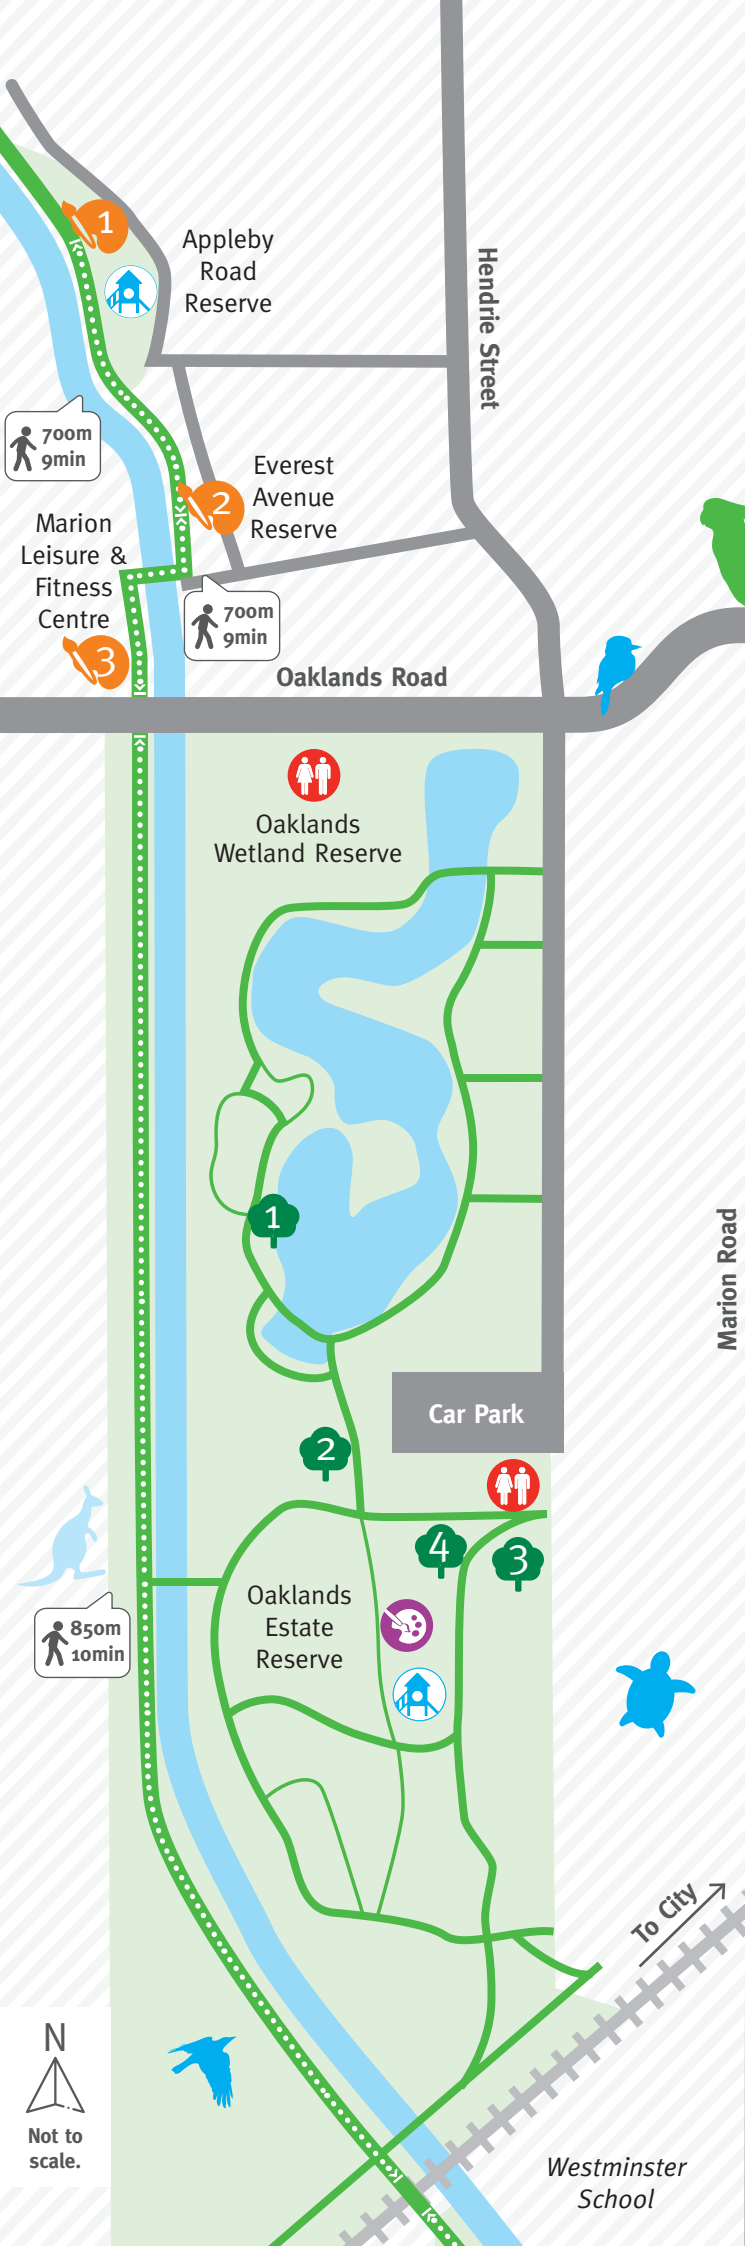 1
Appleby
Road
Reserve
Hendrie Street
700m
9min
Everest
Avenue
Reserve
2
Marion
Leisure &
Fitness
Centre
3
700m
9min
Oaklands Road
Oaklands
Wetland Reserve
1
Marion Road
Car Park
2
4
3
Oaklands
Estate
Reserve
850m
10min
To City
N
Not to
scale.
Westminster
School